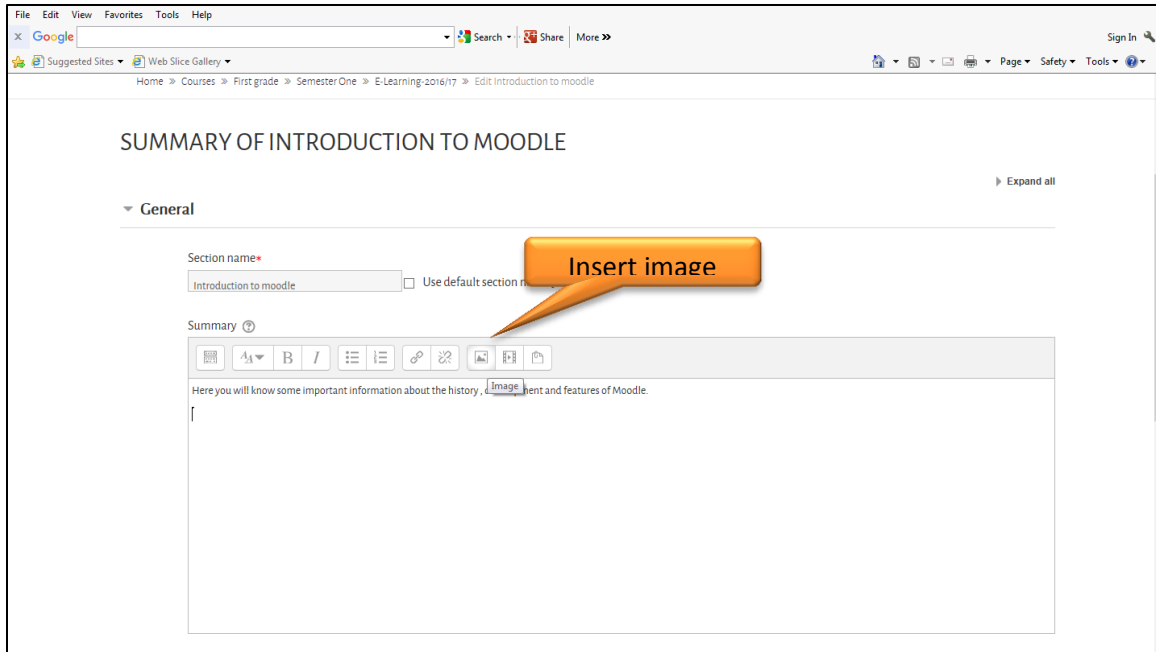 File Edit View Favorites Tools Help
x Google Search Share More » Sign In
Suggested Sites Web Slice Gallery Page Safety Tools
Home » Courses » First grade » Semester One » E-Learning-2016/17 » Edit Introduction to moodle
SUMMARY OF INTRODUCTION TO MOODLE
Expand all
General
Insert image
Section name*
Introduction to moodle Use default section
Summary
B I
Image
Here you will know some important information about the history , and features of Moodle.